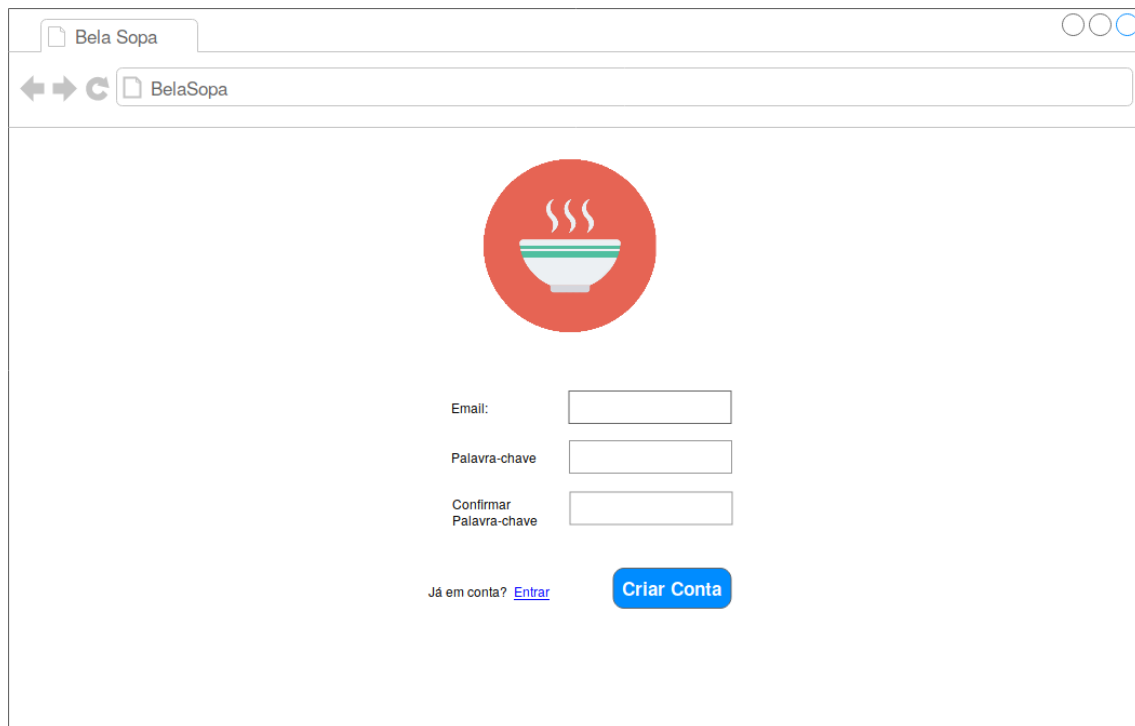 Bela Sopa
BelaSopa
Email:
Palavra-chave
Confirmar
Palavra-chave
Já em conta? Entrar
Criar Conta